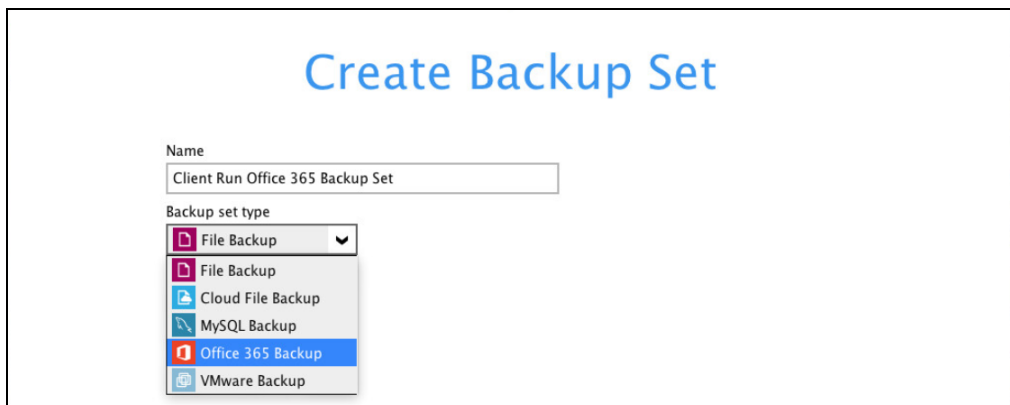 Create Backup Set
Name
Client Run Office 365 Backup Set
Backup set type
File Backup
File Backup
Cloud File Backup
MySQL Backup
Office 365 Backup
VMware Backup